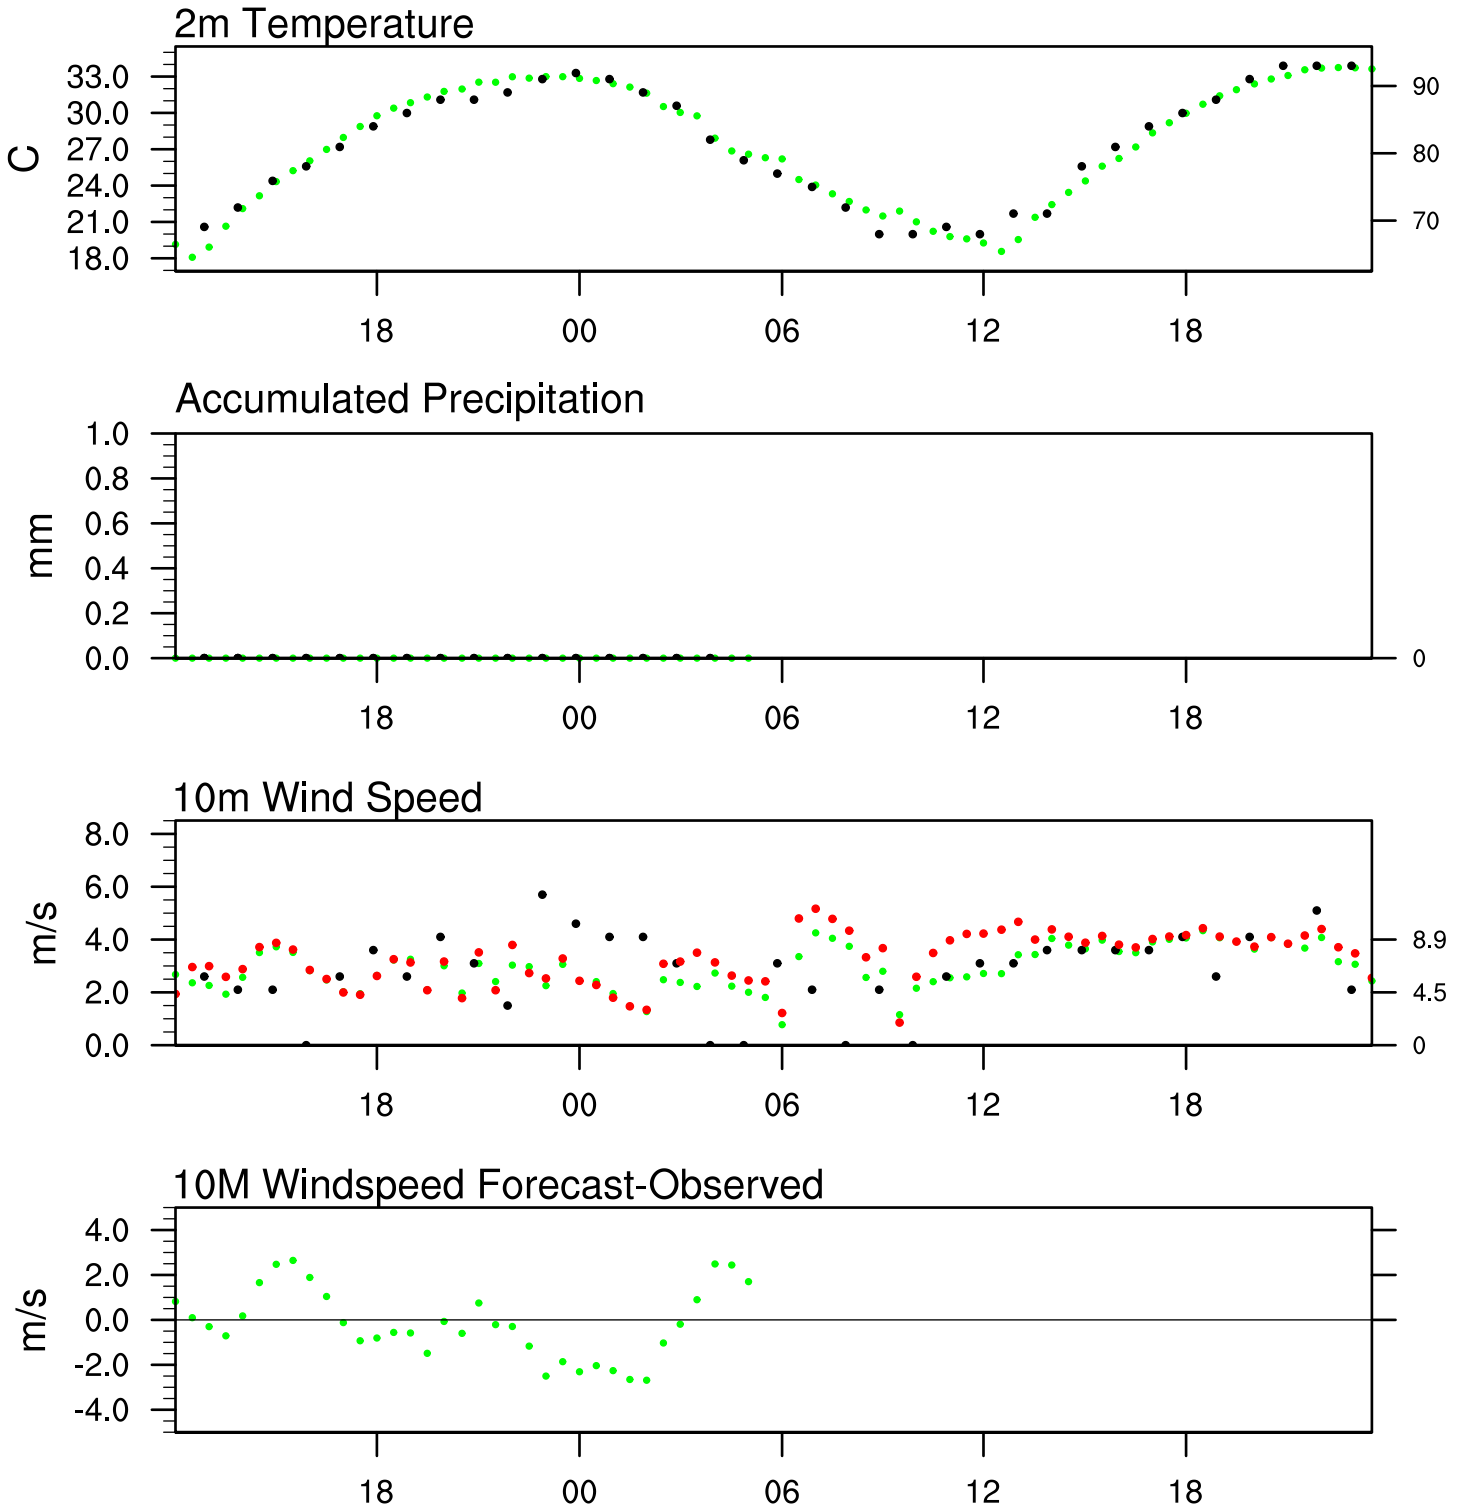 2m Temperature
33.0
90
30.0
27.0
80
C
24.0
21.0
70
18.0
18 00 06 12 18
Accumulated Precipitation
1.0
0.8
0.6
mm
0.4
0.2
0.0
0
18 00 06 12 18
10m Wind Speed
8.0
6.0
4.0
8.9
m/s
2.0
4.5
0.0
0
18 00 06 12 18
10M Windspeed Forecast-Observed
4.0
2.0
0.0
m/s
-2.0
-4.0
18 00 06 12 18